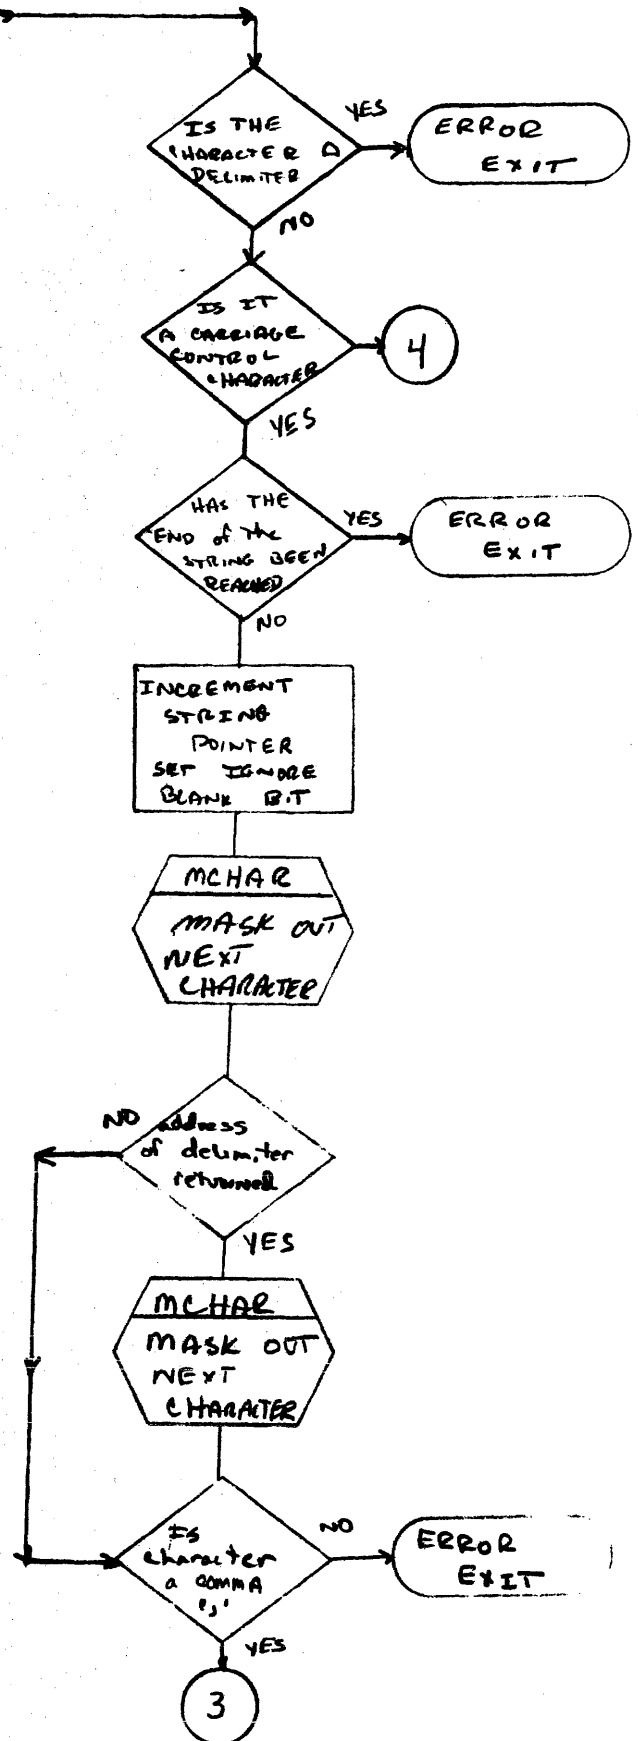 IS THE
CHARACTER A
DELIMITER
YES
ERROR
EXIT
NO
IS IT
A CARRIAGE
CONTROL
CHARACTER
4
YES
HAS THE
END of the
STRING BEEN
REACHED
YES
ERROR
EXIT
NO
INCREMENT
STRING
POINTER
SET IGNORE
BLANK BIT
MCHAR
MASK OUT
NEXT
CHARACTER
NO
address
of delimiter
returned
YES
MCHAR
MASK OUT
NEXT
CHARACTER
Is
character
a comma
','
NO
ERROR
EXIT
YES
3